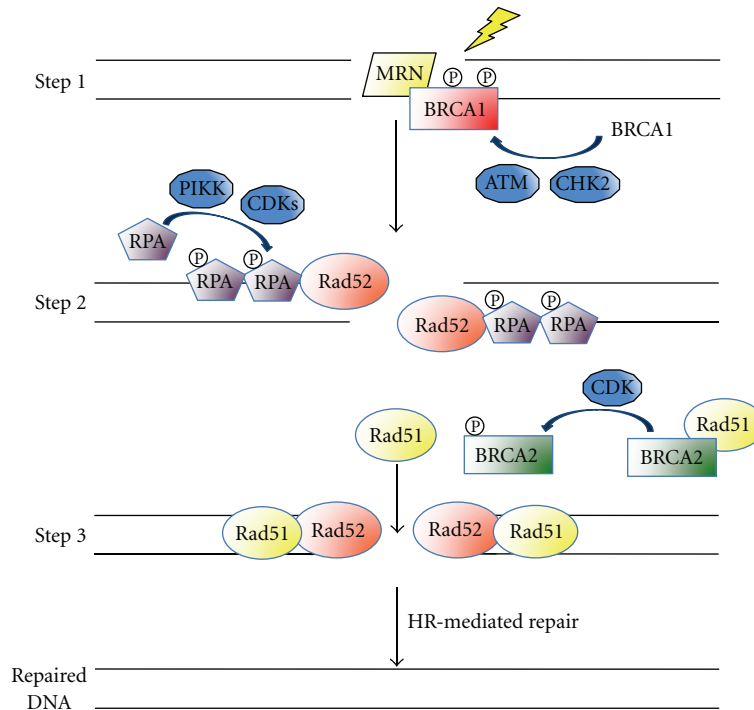 Step 1
MRN
P
P
BRCA1
BRCA1
ATM
CHK2
PIKK
CDKs
RPA
P
P
RPA
RPA
Rad52
Step 2
P
P
Rad52
RPA
RPA
CDK
Rad51
P
BRCA2
Rad51
BRCA2
Step 3
Rad51
Rad52
Rad52
Rad51
HR-mediated repair
Repaired
DNA